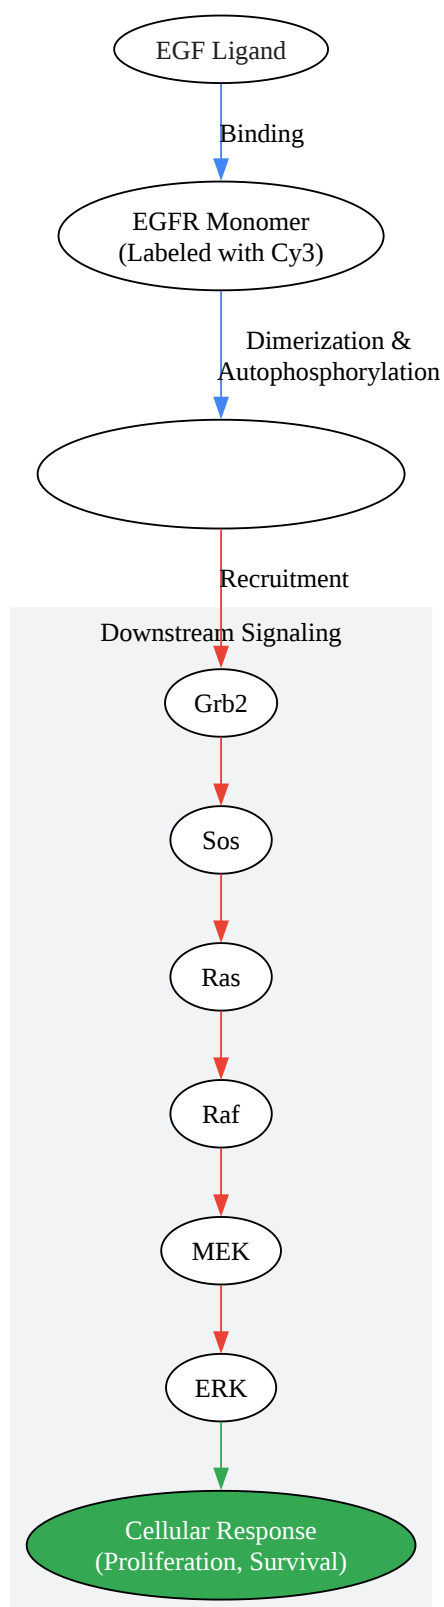 EGF Ligand
Binding
EGFR Monomer
(Labeled with Cy3)
Dimerization &
Autophosphorylation
Recruitment
Downstream Signaling
Grb2
Sos
Ras
Raf
MEK
ERK
Cellular Response
(Proliferation, Survival)